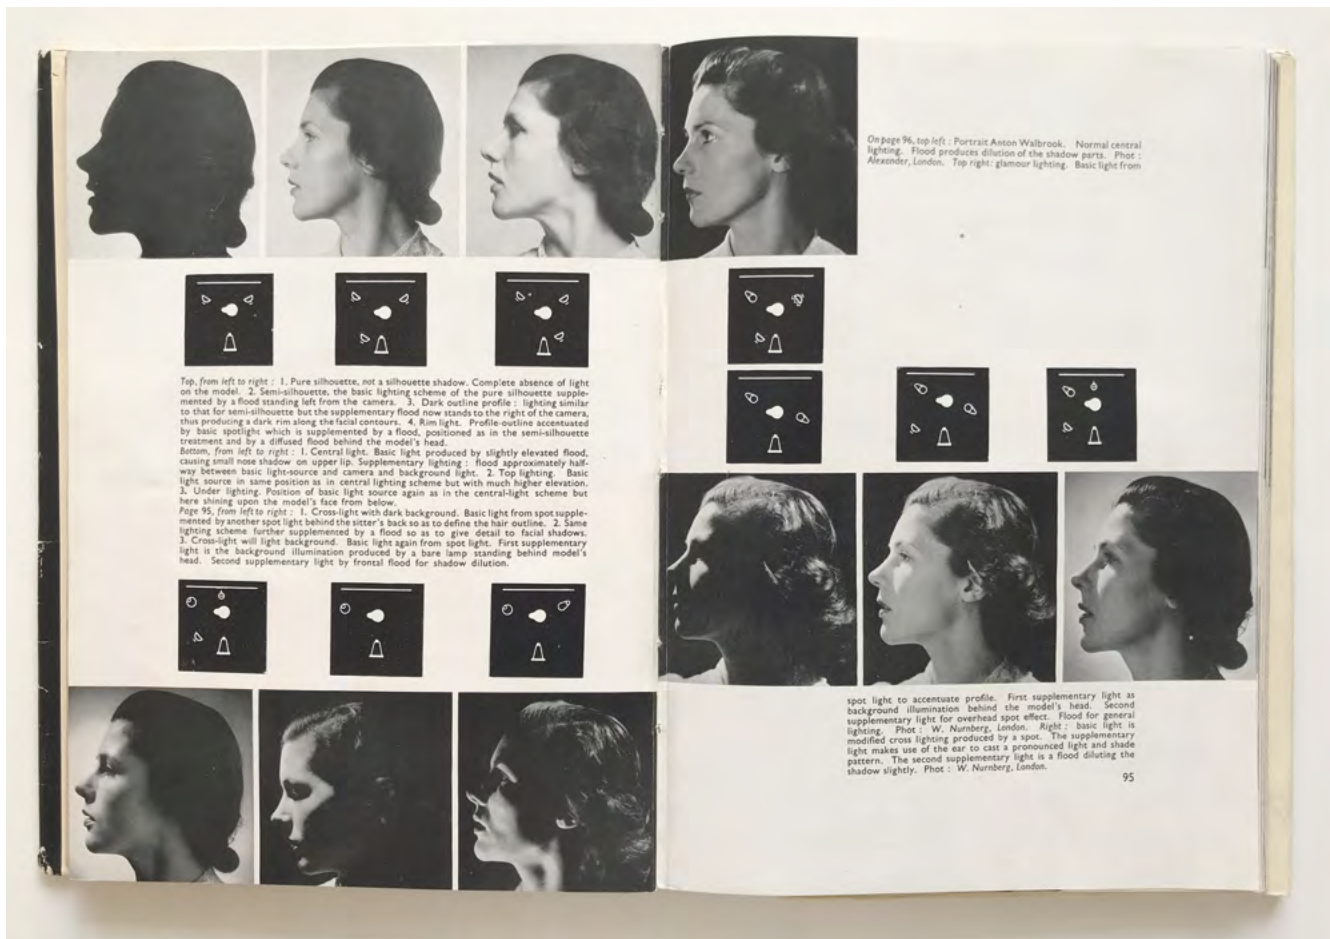 Top, from left to right : 1. Pure silhouette, not a silhouette shadow. Complete absence of light
on the model. 2. Semi-silhouette, the basic lighting scheme of the pure silhouette supple-
mented by a flood standing left from the camera. 3. Dark outline profile : lighting similar
to that for semi-silhouette but the supplementary flood now stands to the right of the camera,
thus producing a dark rim along the facial contours. 4. Rim light. Profile-outline accentuated
by basic spotlight which is supplemented by a flood, positioned as in the semi-silhouette
treatment and by a diffused flood behind the model's head.
Bottom, from left to right : 1. Central light. Basic light produced by slightly elevated flood,
causing small nose shadow on upper lip. Supplementary lighting : flood approximately half-
way between basic light-source and camera and background light. 2. Top lighting. Basic
light source in same position as in central lighting scheme but with much higher elevation.
3. Under lighting. Position of basic light source again as in the central-light scheme but
here shining upon the model's face from below.
Page 95, from left to right : 1. Cross-light with dark background. Basic light from spot supple-
mented by another spot light behind the sitter's back so as to define the hair outline. 2. Same
lighting scheme further supplemented by a flood so as to give detail to facial shadows.
3. Cross-light will light background. Basic light again from spot light. First supplementary
light is the background illumination produced by a bare lamp standing behind model's
head. Second supplementary light by frontal flood for shadow dilution.
On page 96, top left : Portrait Anton Walbrook. Normal central
lighting. Flood produces dilution of the shadow parts. Phot :
Alexender, London. Top right: glamour lighting. Basic light from
spot light to accentuate profile. First supplementary light as
background illumination behind the model's head. Second
supplementary light for overhead spot effect. Flood for general
lighting. Phot : W. Nurnberg, London. Right : basic light is
modified cross lighting produced by a spot. The supplementary
light makes use of the ear to cast a pronounced light and shade
pattern. The second supplementary light is a flood diluting the
shadow slightly. Phot : W. Nurnberg, London.
95